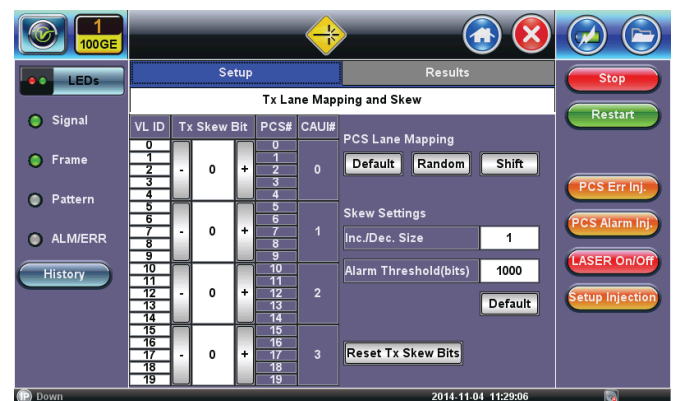 1
100GE
LEDs
Signal
Frame
Pattern
ALM/ERR
History
Setup
Results
Tx Lane Mapping and Skew
VL ID Tx Skew Bit PCS# CAUI#
0 0
1 1
2 - 0 + 2 0
3 3
4 4
5 5
6 6
7 - 0 + 7 1
8 8
9 9
10 10
11 11
12 - 0 + 12 2
13 13
14 14
15 15
16 16
17 - 0 + 17 3
18 18
19 19
PCS Lane Mapping
Default Random Shift
Skew Settings
Inc./Dec. Size 1
Alarm Threshold(bits) 1000
Default
Reset Tx Skew Bits
Stop
Restart
PCS Err Inj.
PCS Alarm Inj.
LASER On/Off
Setup Injection
IP Down
2014-11-04 11:29:06